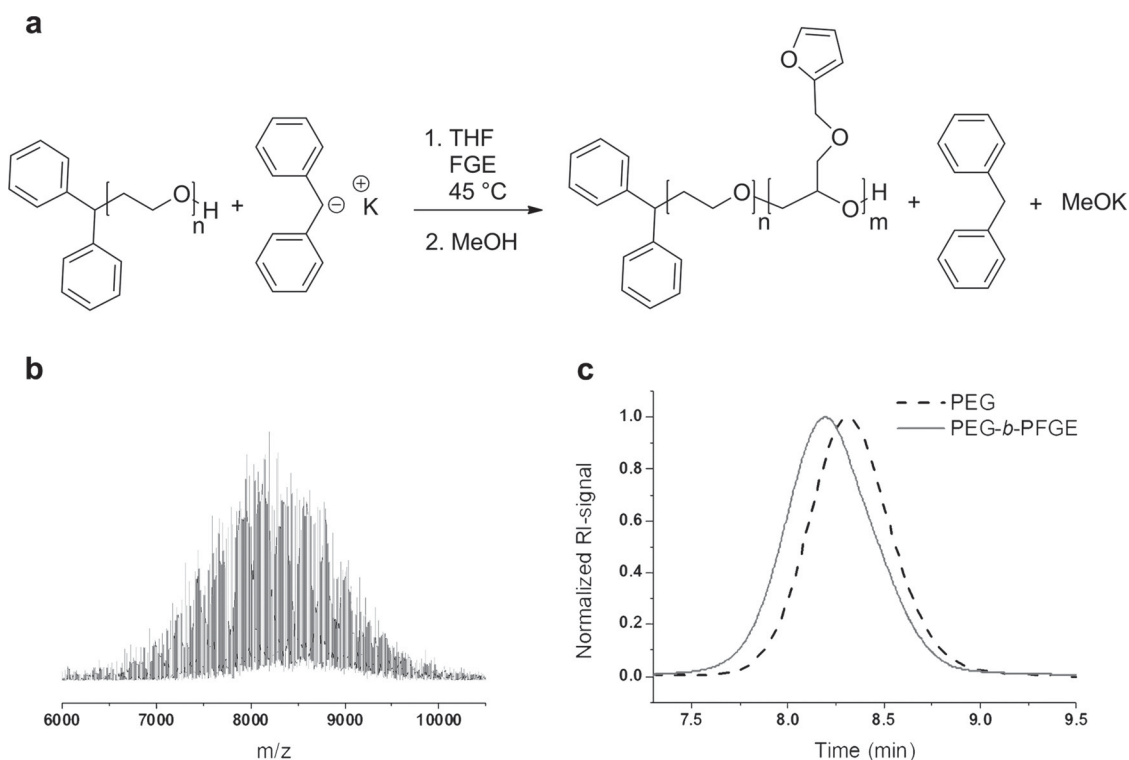 a
1. THF
FGE
45 °C
2. MeOH
O
H
n
+
⊖
⊕
K
O
O
O
n
O
H
m
+
+ MeOK
b
6000 7000 8000 9000 10000
m/z
c
PEG
PEG-b-PFGE
1.0
0.8
0.6
0.4
0.2
0.0
Normalized RI-signal
7.5 8.0 8.5 9.0 9.5
Time (min)